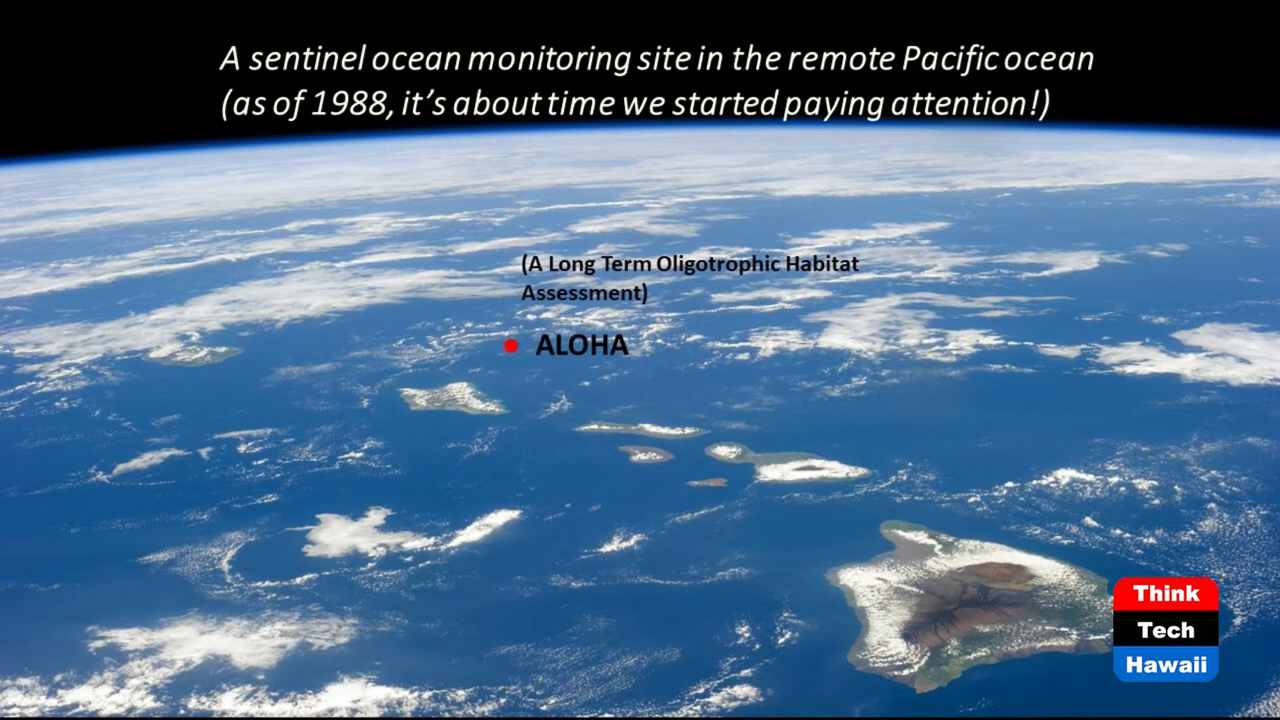 A sentinel ocean monitoring site in the remote Pacific ocean
(as of 1988, it's about time we started paying attention!)
(A Long Term Oligotrophic Habitat
Assessment)
ALOHA
Think
Tech
Hawaii